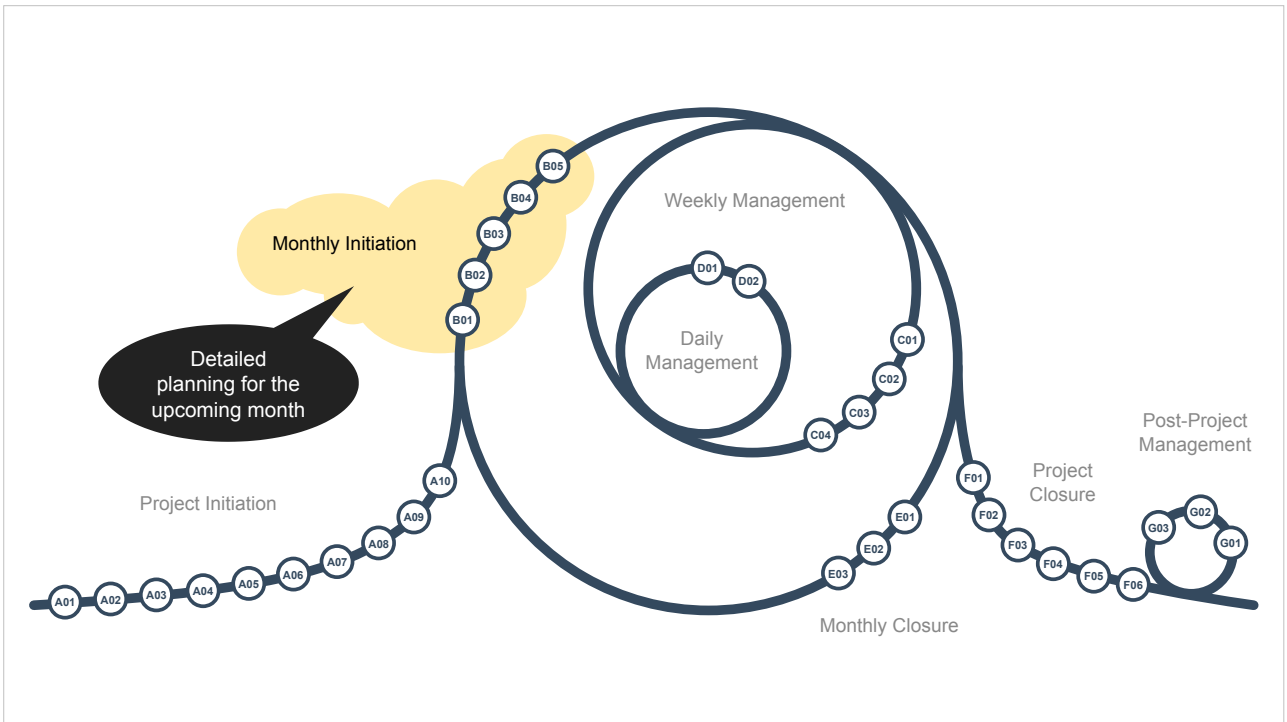 Monthly Initiation
Detailed
planning for the
upcoming month
Project Initiation
A01
A02
A03
A04
A05
A06
A07
A08
A09
A10
B01
B02
B03
B04
B05
Weekly Management
Daily
Management
D01
D02
C01
C02
C03
C04
E01
E02
E03
Monthly Closure
Project
Closure
F01
F02
F03
F04
F05
F06
Post-Project
Management
G01
G02
G03